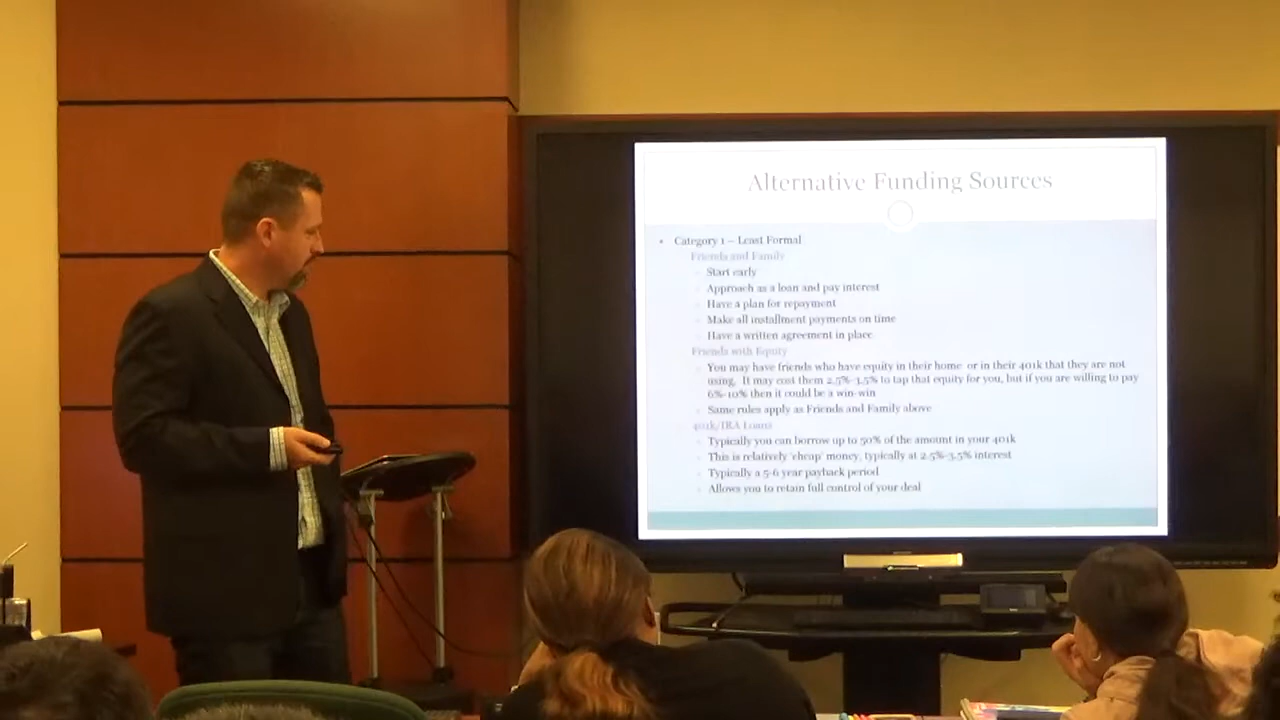 Alternative Funding Sources
Category 1 – Least Formal
Friends and Family
Start early
Approach as a loan and pay interest
Have a plan for repayment
Make all installment payments on time
Have a written agreement in place
Friends with Equity
You may have friends who have equity in their home or in their 401k that they are not
using. It may cost them 2.5%-3.5% to tap that equity for you, but if you are willing to pay
6%-10% then it could be a win-win
Same rules apply as Friends and Family above
401k/IRA Loans
Typically you can borrow up to 50% of the amount in your 401k
This is relatively 'cheap' money, typically at 2.5%-3.5% interest
Typically a 5-6 year payback period
Allows you to retain full control of your deal